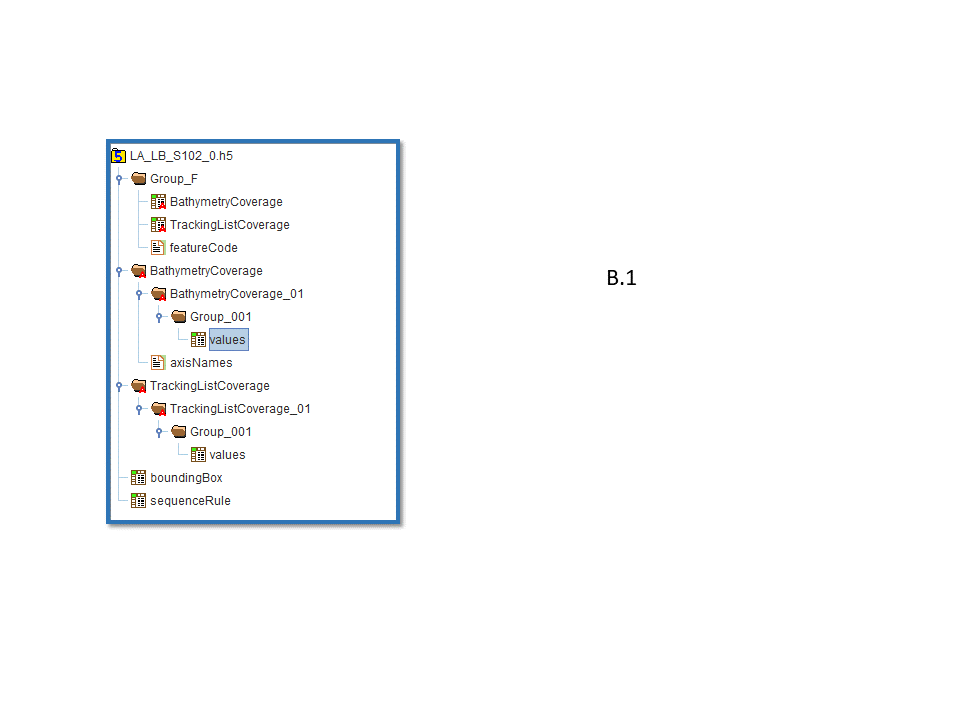 LA_LB_S102_0.h5
Group_F
BathymetryCoverage
TrackingListCoverage
featureCode
BathymetryCoverage
BathymetryCoverage_01
Group_001
values
axisNames
TrackingListCoverage
TrackingListCoverage_01
Group_001
values
boundingBox
sequenceRule
B.1